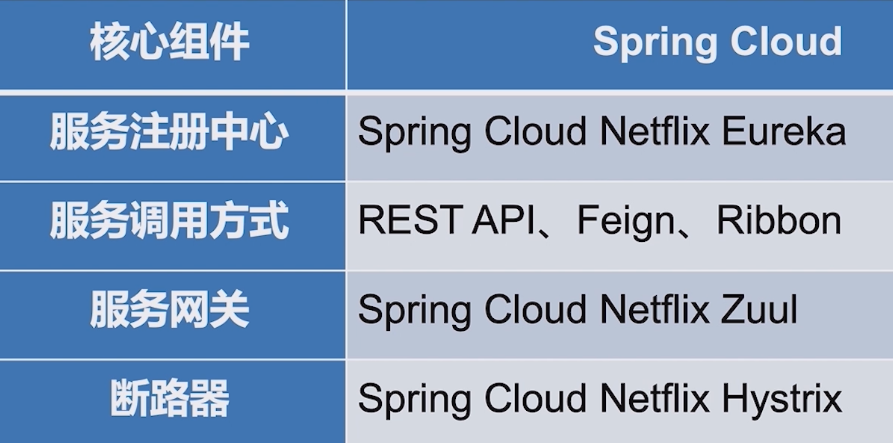 核心组件 Spring Cloud
服务注册中心 Spring Cloud Netflix Eureka
服务调用方式 REST API、Feign、Ribbon
服务网关 Spring Cloud Netflix Zuul
断路器 Spring Cloud Netflix Hystrix